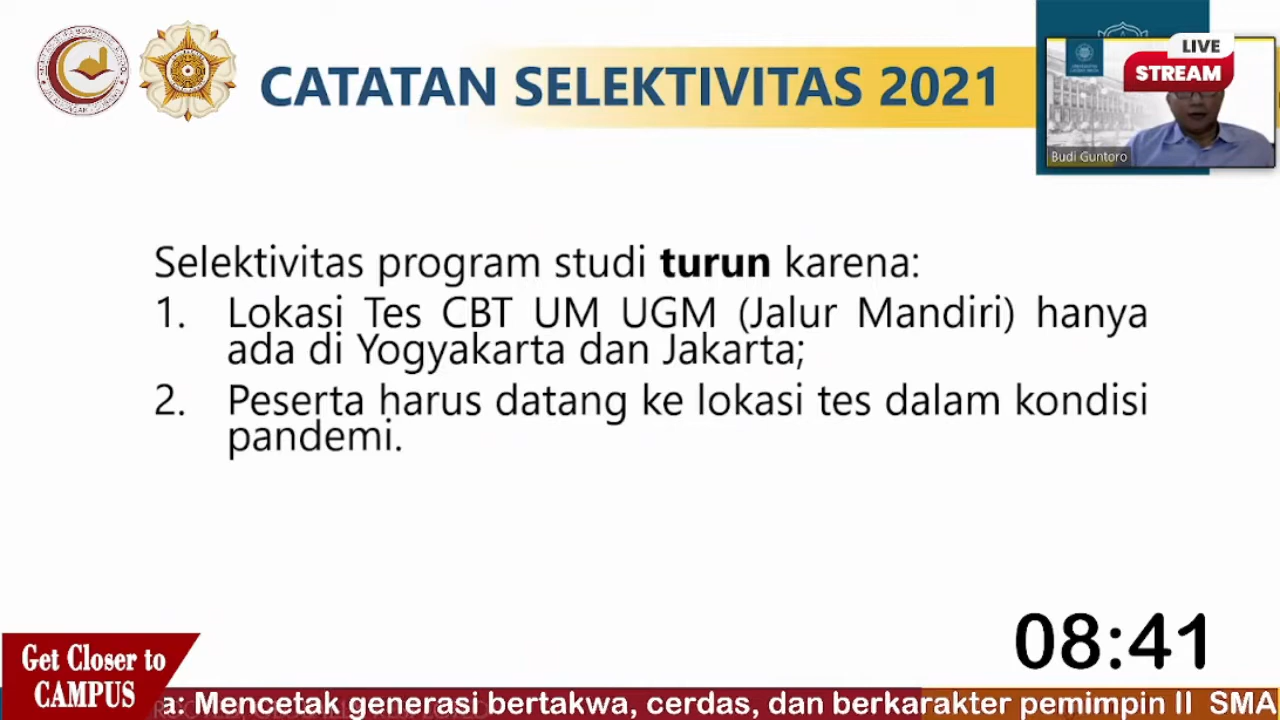 CATATAN SELEKTIVITAS 2021
LIVE
STREAM
Budi Guntoro
Selektivitas program studi turun karena:
1. Lokasi Tes CBT UM UGM (Jalur Mandiri) hanya
ada di Yogyakarta dan Jakarta;
2. Peserta harus datang ke lokasi tes dalam kondisi
pandemi.
08:41
Get Closer to
CAMPUS
a: Mencetak generasi bertakwa, cerdas, dan berkarakter pemimpin II SMA